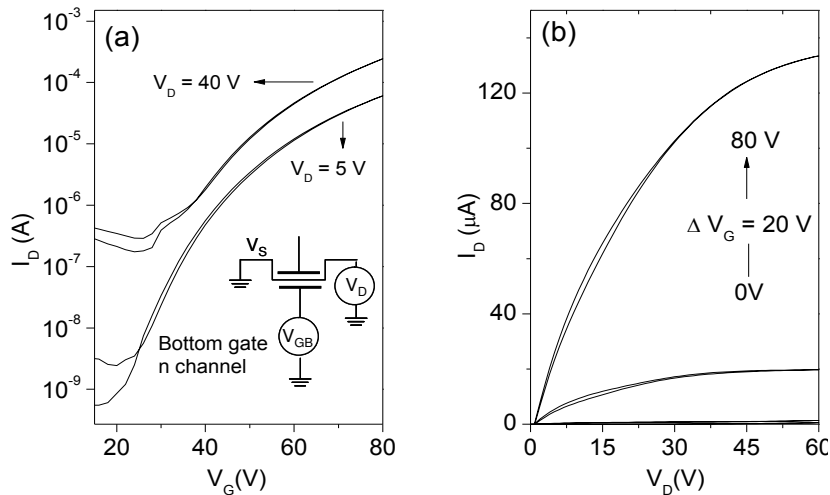 (a)
10⁻³
10⁻⁴
10⁻⁵
10⁻⁶
10⁻⁷
10⁻⁸
10⁻⁹
I_D (A)
V_D = 40 V
V_D = 5 V
V_S
V_D
V_GB
Bottom gate
n channel
20 40 60 80
V_G(V)
(b)
120
80
40
0
I_D (µA)
80 V
Δ V_G = 20 V
0V
0 15 30 45 60
V_D(V)